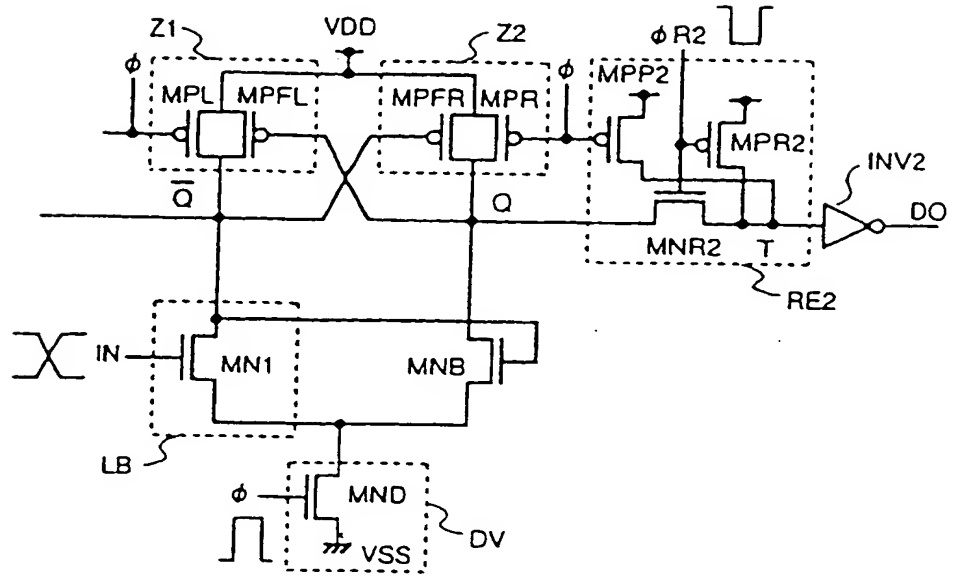 Z1
VDD
Z2
ϕ R2
ϕ
MPL
MPFL
MPFR
MPR
ϕ
MPP2
MPR2
INV2
Q̅
Q
DO
MNR2
T
RE2
IN
MN1
MNB
LB
ϕ
MND
VSS
DV